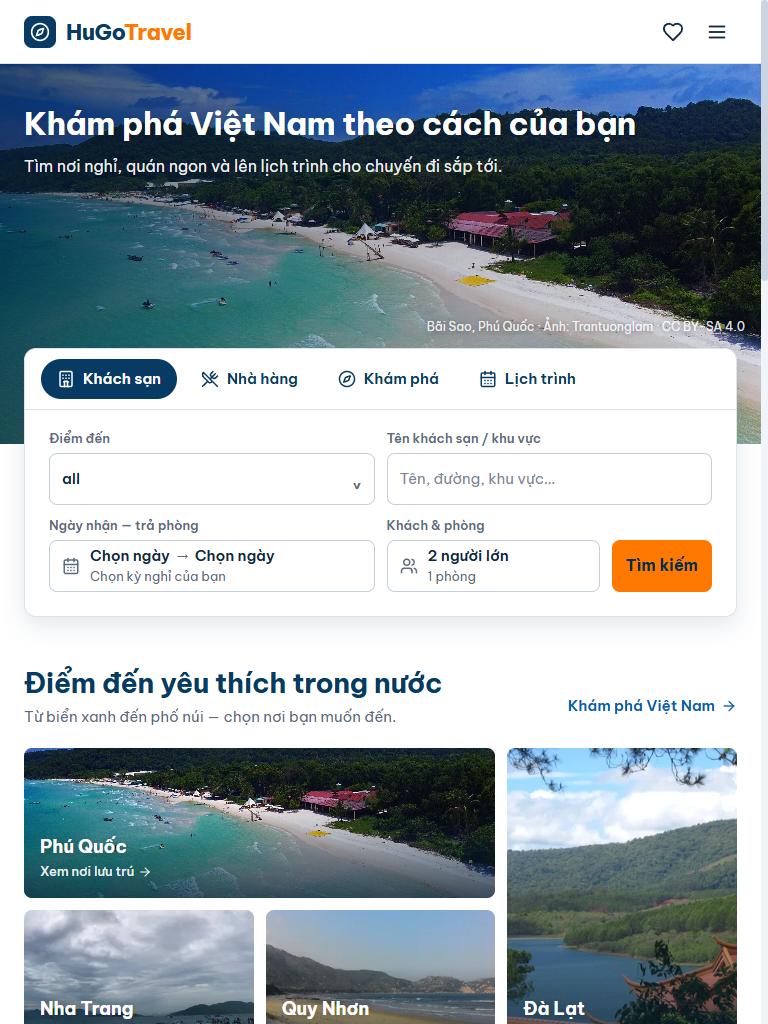 HuGoTravel
Khám phá Việt Nam theo cách của bạn
Tìm nơi nghỉ, quán ngon và lên lịch trình cho chuyến đi sắp tới.
Bãi Sao, Phú Quốc · Ảnh: Trantuonglam · CC BY-SA 4.0
Khách sạn
Nhà hàng
Khám phá
Lịch trình
Điểm đến
Tên khách sạn / khu vực
all
Tên, đường, khu vực...
Ngày nhận — trả phòng
Khách & phòng
Chọn ngày → Chọn ngày
Chọn kỳ nghỉ của bạn
2 người lớn
1 phòng
Tìm kiếm
Điểm đến yêu thích trong nước
Từ biển xanh đến phố núi — chọn nơi bạn muốn đến.
Khám phá Việt Nam →
Phú Quốc
Xem nơi lưu trú →
Nha Trang
Quy Nhơn
Đà Lạt